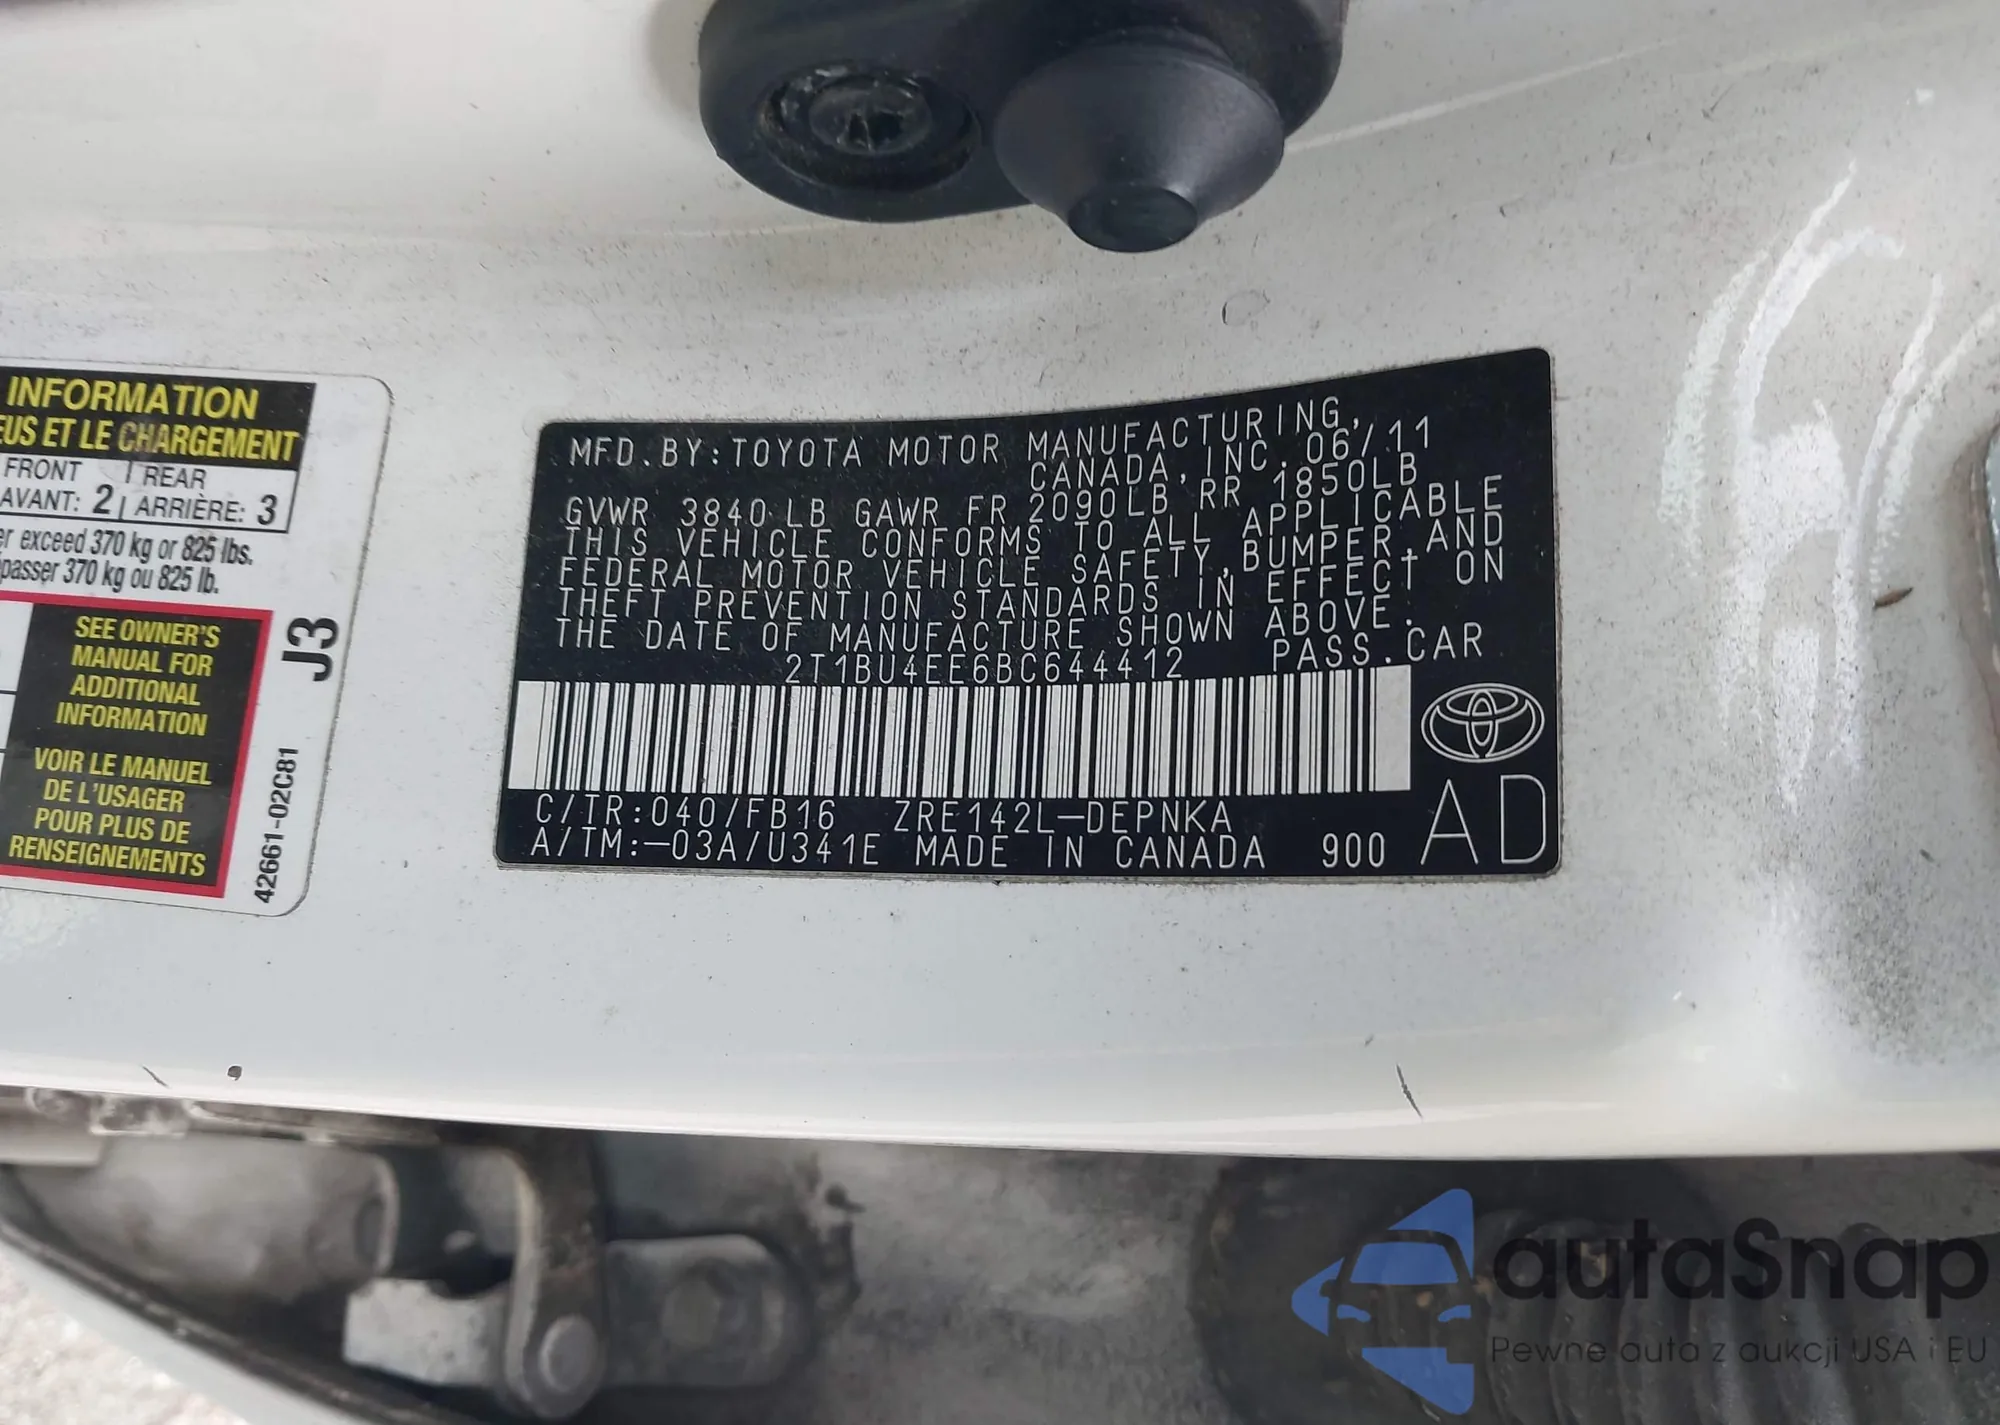 INFORMATION
EUS ET LE CHARGEMENT
FRONT REAR
AVANT: 2 ARRIÈRE: 3
er exceed 370 kg or 825 lbs.
passer 370 kg ou 825 lb.
SEE OWNER'S
MANUAL FOR
ADDITIONAL
INFORMATION
VOIR LE MANUEL
DE L'USAGER
POUR PLUS DE
RENSEIGNEMENTS
J3
42661-02C81
MFD.BY:TOYOTA MOTOR MANUFACTURING,
CANADA,INC. 06/11
GVWR 3840 LB GAWR FR 2090LB RR 1850LB
THIS VEHICLE CONFORMS TO ALL APPLICABLE
FEDERAL MOTOR VEHICLE SAFETY,BUMPER,AND
THEFT PREVENTION STANDARDS IN EFFECT ON
THE DATE OF MANUFACTURE SHOWN ABOVE.
2T1BU4EE6BC644412 PASS.CAR
C/TR:040/FB16 ZRE142L-DEPNKA
A/TM:-03A/U341E MADE IN CANADA 900 AD
autaSnap
Pewne auta z aukcji USA i EU